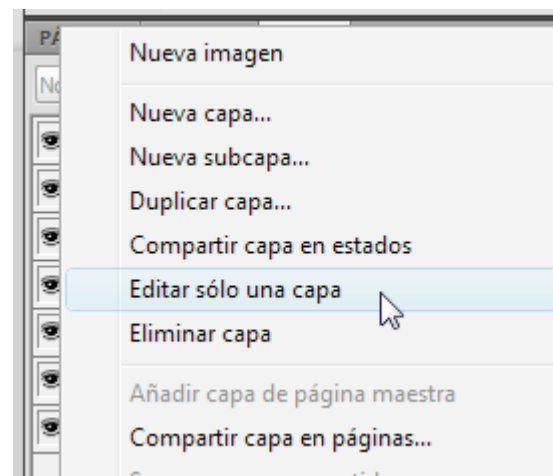 Nueva imagen
Nueva capa...
Nueva subcapa...
Duplicar capa...
Compartir capa en estados
Editar sólo una capa
Eliminar capa
Añadir capa de página maestra
Compartir capa en páginas...